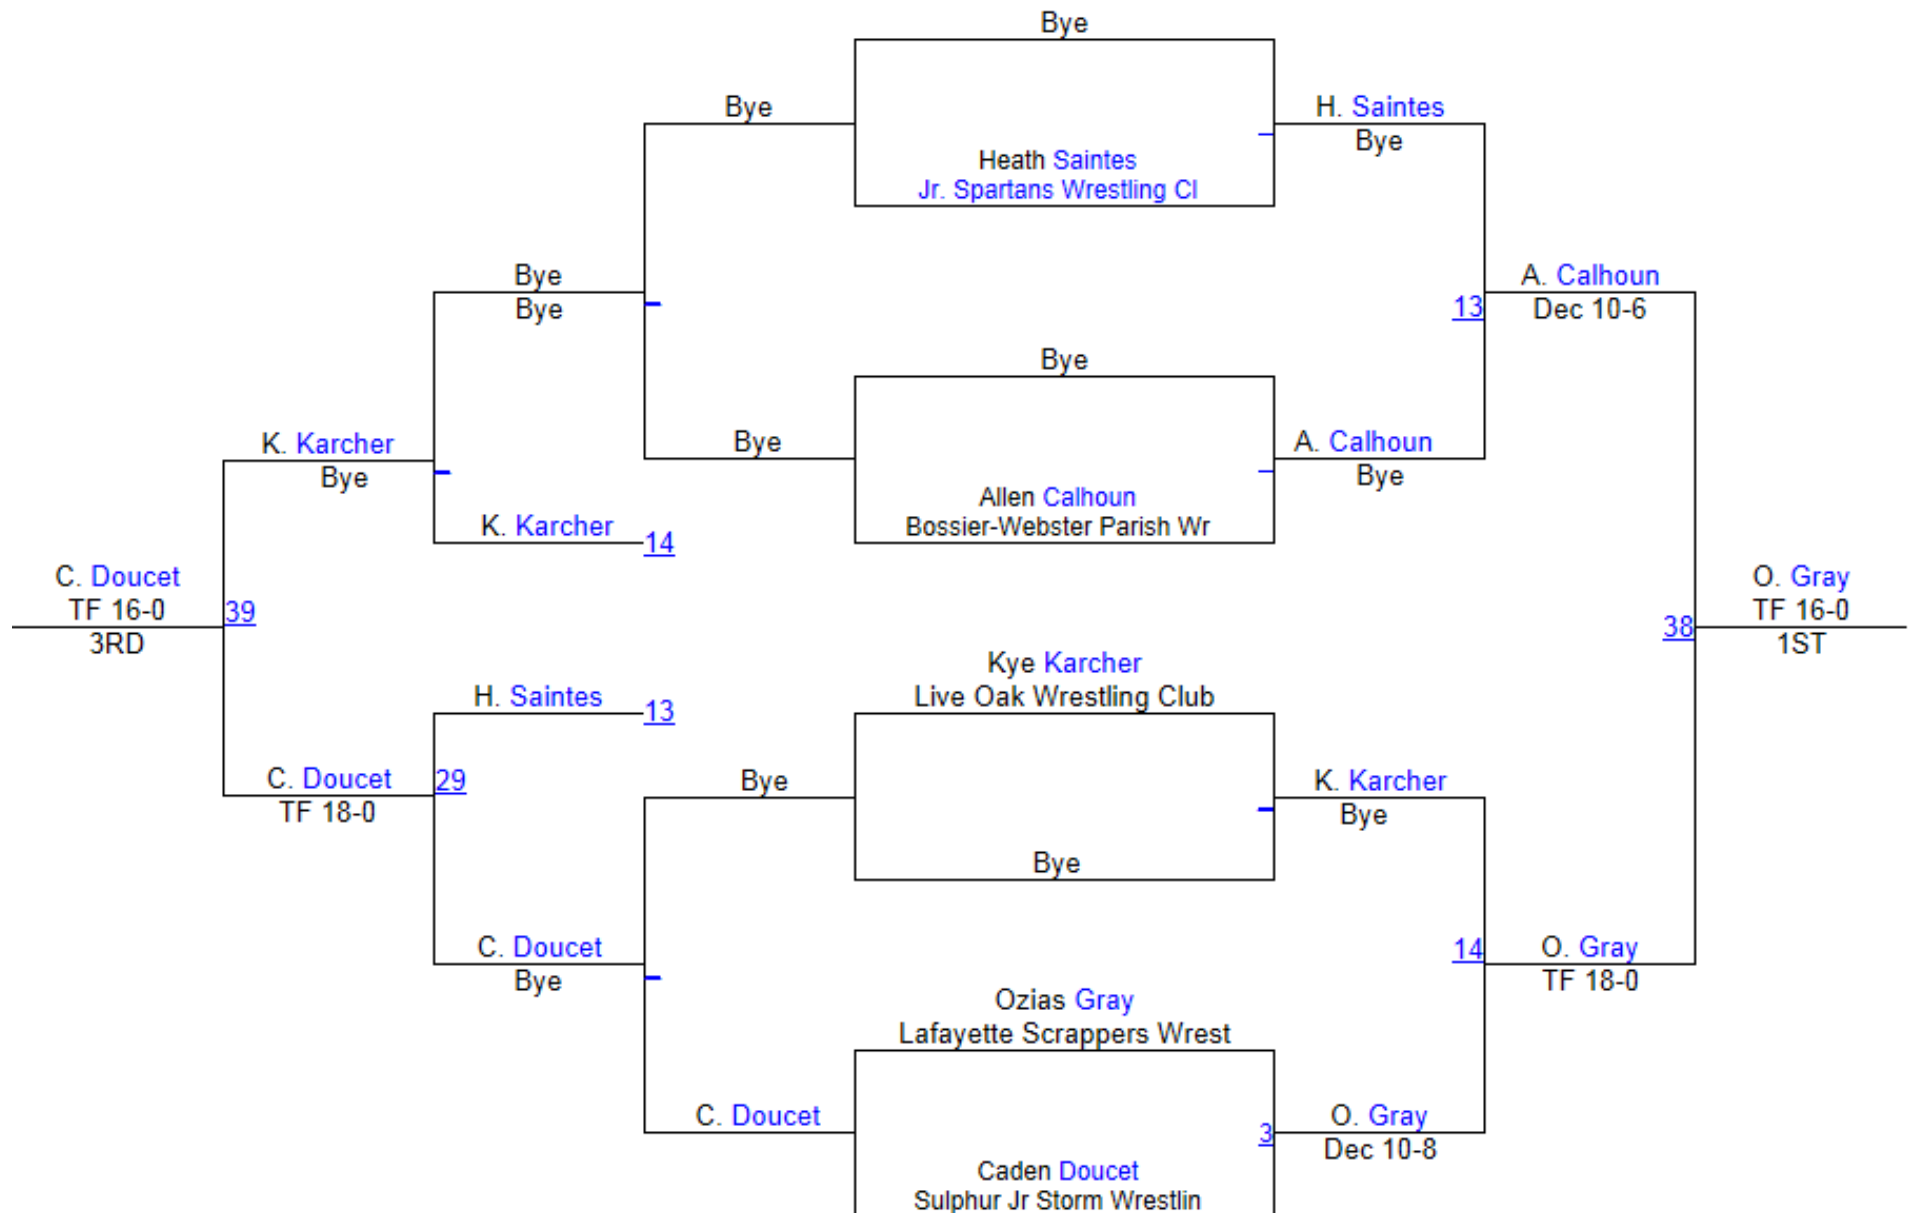 Bye
Bye
H. Saintes
Bye
Heath Saintes
Jr. Spartans Wrestling Cl
Bye
Bye
A. Calhoun
Dec 10-6
13
Bye
Bye
A. Calhoun
Bye
K. Karcher
Bye
Allen Calhoun
Bossier-Webster Parish Wr
K. Karcher
14
C. Doucet
TF 16-0
3RD
39
O. Gray
TF 16-0
1ST
38
Kye Karcher
Live Oak Wrestling Club
H. Saintes
13
C. Doucet
TF 18-0
29
Bye
K. Karcher
Bye
Bye
C. Doucet
Bye
14
O. Gray
TF 18-0
Ozias Gray
Lafayette Scrappers Wrest
C. Doucet
3
O. Gray
Dec 10-8
Caden Doucet
Sulphur Jr Storm Wrestlin